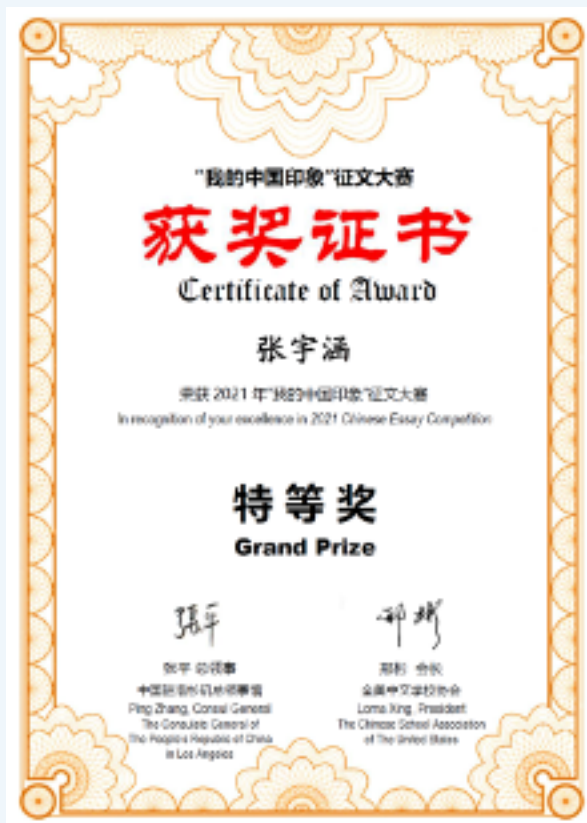 "我的中国印象"征文大赛
获奖证书
Certificate of Award
张宇涵
荣获 2021 年"我的中国印象"征文大赛
In recognition of your excellence in 2021 Chinese Essay Competition
特等奖
Grand Prize
張平
邢彬
张平 总领事
中国驻洛杉矶总领事馆
Ping Zhang, Consul General
The Consulate General of
The People's Republic of China
in Los Angeles
邢彬 会长
全美中文学校协会
Lorna Xing, President
The Chinese School Association
of The United States